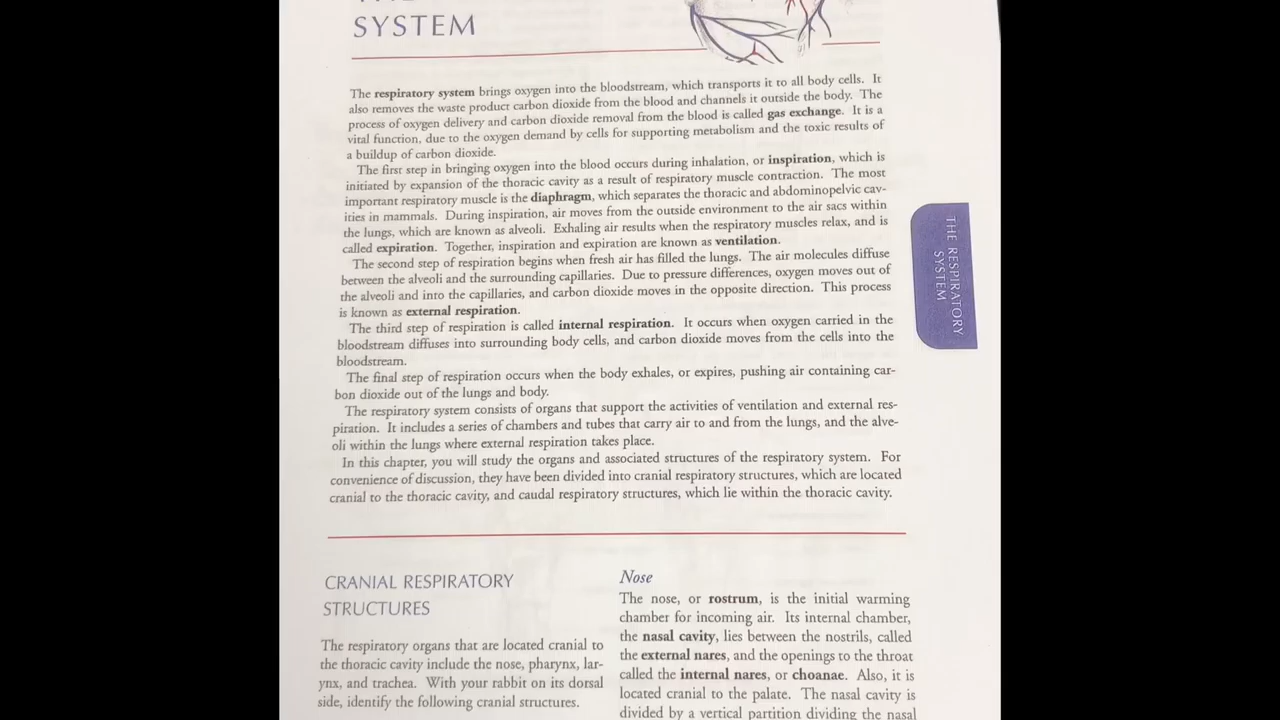 SYSTEM
The respiratory system brings oxygen into the bloodstream, which transports it to all body cells. It
also removes the waste product carbon dioxide from the blood and channels it outside the body. The
process of oxygen delivery and carbon dioxide removal from the blood is called gas exchange. It is a
vital function, due to the oxygen demand by cells for supporting metabolism and the toxic results of
a buildup of carbon dioxide.
The first step in bringing oxygen into the blood occurs during inhalation, or inspiration, which is
initiated by expansion of the thoracic cavity as a result of respiratory muscle contraction. The most
important respiratory muscle is the diaphragm, which separates the thoracic and abdominopelvic cav-
ities in mammals. During inspiration, air moves from the outside environment to the air sacs within
the lungs, which are known as alveoli. Exhaling air results when the respiratory muscles relax, and is
called expiration. Together, inspiration and expiration are known as ventilation.
The second step of respiration begins when fresh air has filled the lungs. The air molecules diffuse
between the alveoli and the surrounding capillaries. Due to pressure differences, oxygen moves out of
the alveoli and into the capillaries, and carbon dioxide moves in the opposite direction. This process
is known as external respiration.
The third step of respiration is called internal respiration. It occurs when oxygen carried in the
bloodstream diffuses into surrounding body cells, and carbon dioxide moves from the cells into the
bloodstream.
The final step of respiration occurs when the body exhales, or expires, pushing air containing car-
bon dioxide out of the lungs and body.
The respiratory system consists of organs that support the activities of ventilation and external res-
piration. It includes a series of chambers and tubes that carry air to and from the lungs, and the alve-
oli within the lungs where external respiration takes place.
In this chapter, you will study the organs and associated structures of the respiratory system. For
convenience of discussion, they have been divided into cranial respiratory structures, which are located
cranial to the thoracic cavity, and caudal respiratory structures, which lie within the thoracic cavity.
THE RESPIRATORY
SYSTEM
CRANIAL RESPIRATORY
STRUCTURES
The respiratory organs that are located cranial to
the thoracic cavity include the nose, pharynx, lar-
ynx, and trachea. With your rabbit on its dorsal
side, identify the following cranial structures.
Nose
The nose, or rostrum, is the initial warming
chamber for incoming air. Its internal chamber,
the nasal cavity, lies between the nostrils, called
the external nares, and the openings to the throat
called the internal nares, or choanae. Also, it is
located cranial to the palate. The nasal cavity is
divided by a vertical partition dividing the nasal